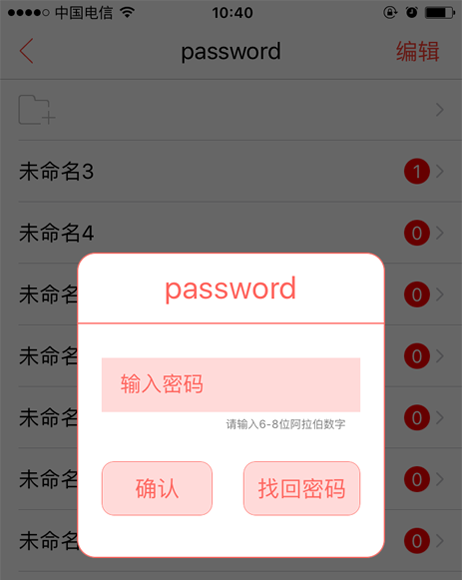 中国电信 10:40
password 编辑
未命名3 1
未命名4 0
未命名 0
password
未命名 0
输入密码
未命名 0
请输入6-8位阿拉伯数字
未命名 0
确认 找回密码
未命名 0